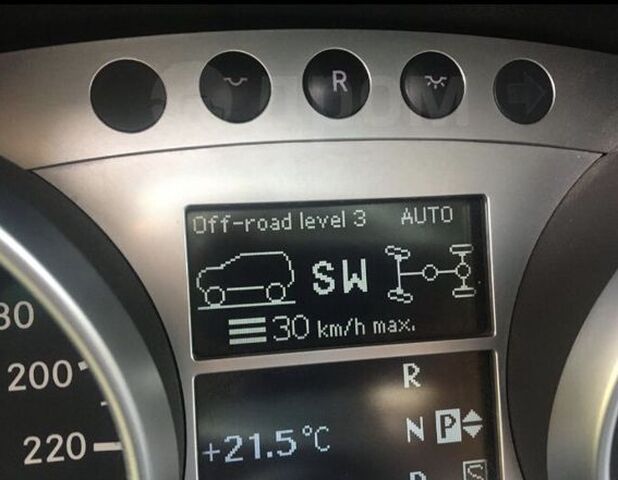 R
Off-road level 3 AUTO
SW
30 km/h max.
200
220
R
+21.5°C
N P
S